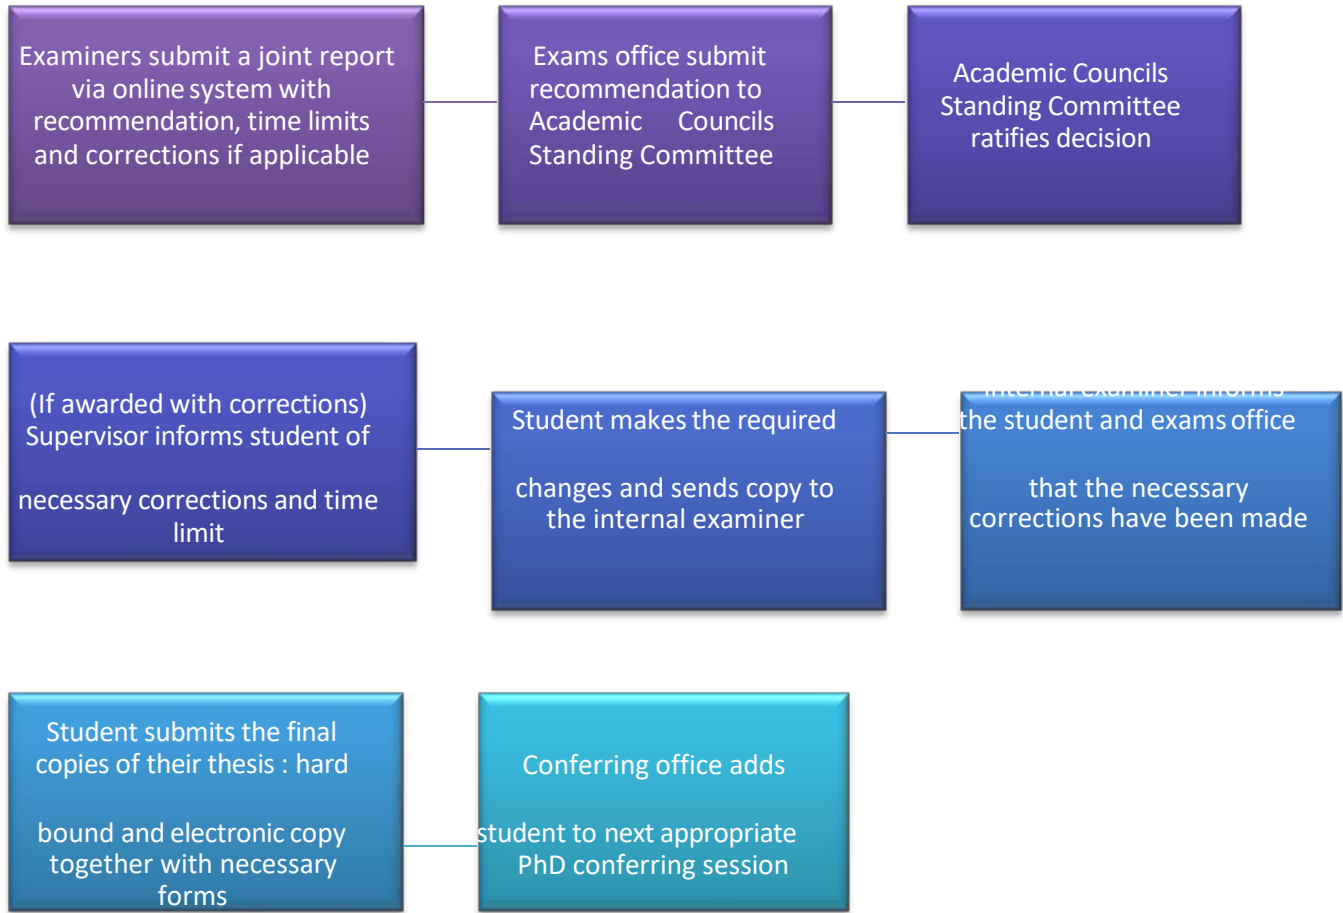 Examiners submit a joint report
via online system with
recommendation, time limits
and corrections if applicable
Exams office submit
recommendation to
Academic Councils
Standing Committee
Academic Councils
Standing Committee
ratifies decision
(If awarded with corrections)
Supervisor informs student of
necessary corrections and time
limit
Student makes the required
changes and sends copy to
the internal examiner
Internal examiner informs
the student and exams office
that the necessary
corrections have been made
Student submits the final
copies of their thesis : hard
bound and electronic copy
together with necessary
forms
Conferring office adds
student to next appropriate
PhD conferring session